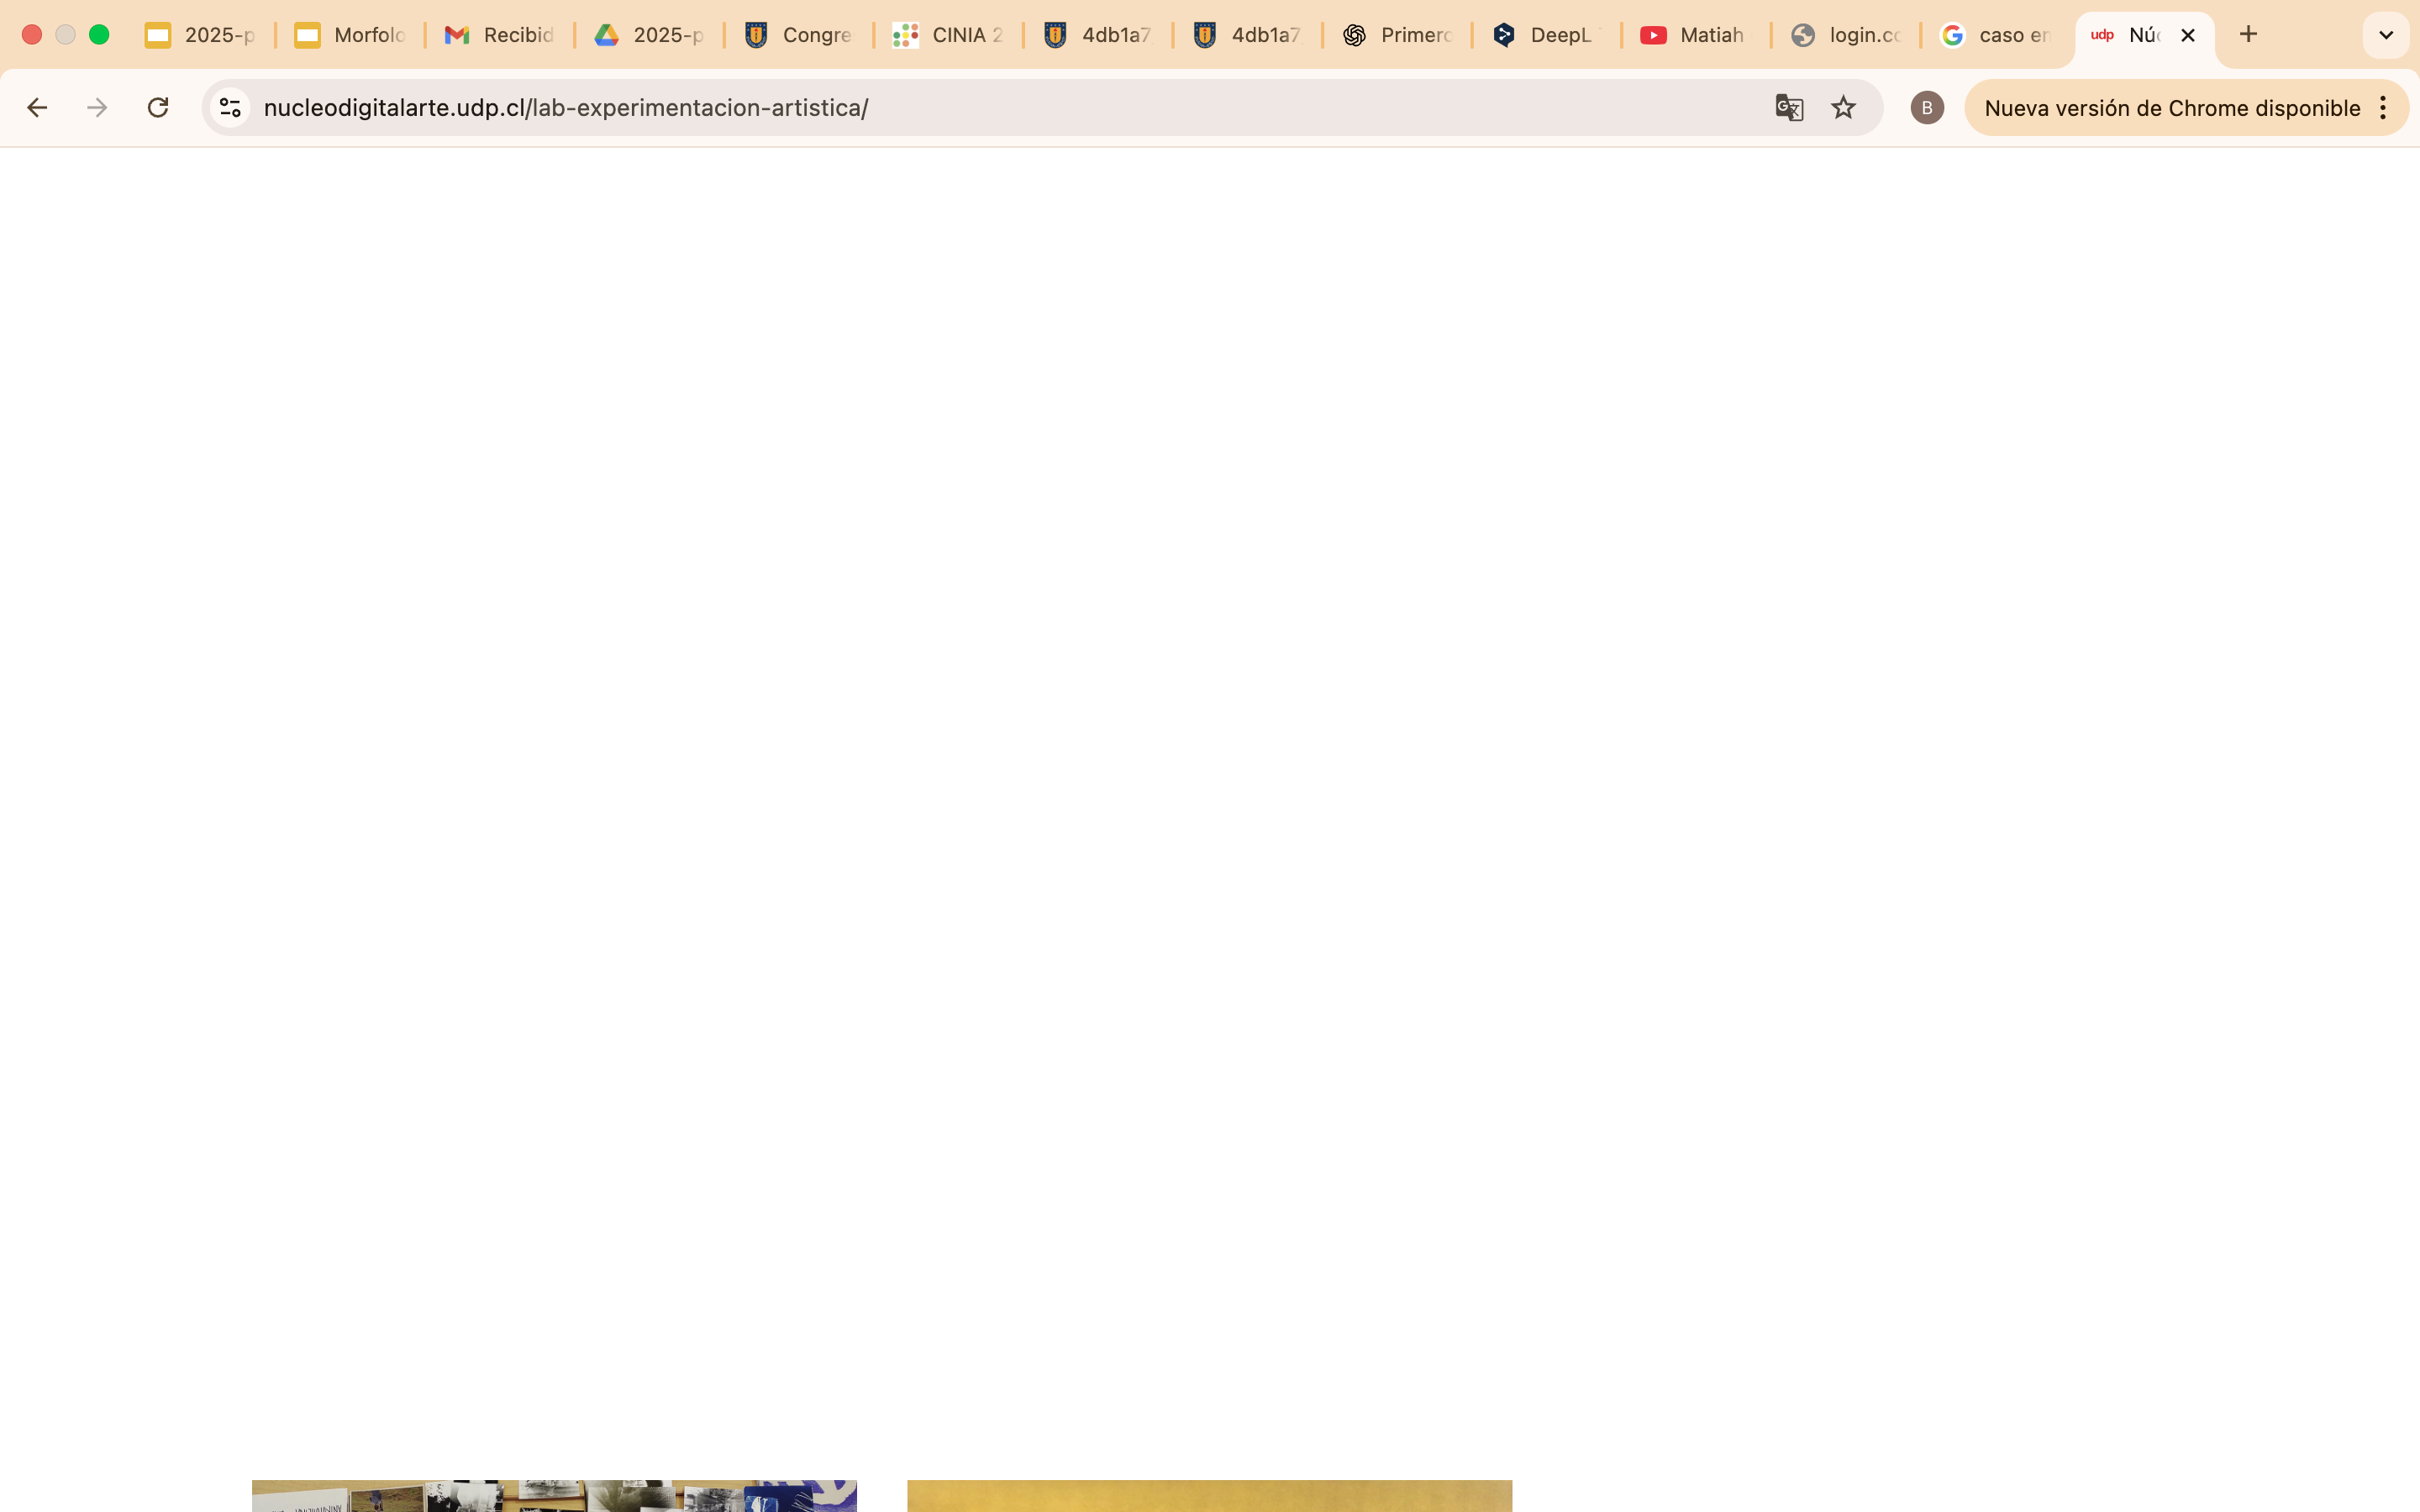 2025-p
Morfolo
Recibid
2025-p
Congre
CINIA 2
4db1a7
4db1a7
Primero
DeepL
Matiah
login.co
caso en
udp
Núc
nucleodigitalarte.udp.cl/lab-experimentacion-artistica/
B
Nueva versión de Chrome disponible